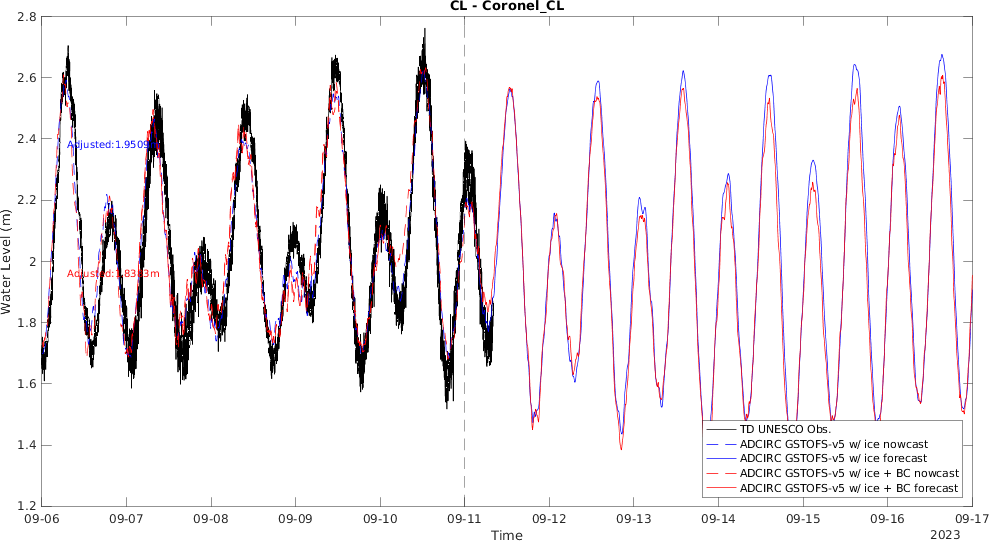 CL - Coronel_CL
2.8
2.6
2.4
2.2
2
1.8
1.6
1.4
1.2
Water Level (m)
Adjusted:1.9509
09-06
09-07
09-08
09-09
09-10
09-11
09-12
09-13
09-14
09-15
09-16
09-17
Time
2023
TD UNESCO Obs.
ADCIRC GSTOFS-v5 w/ ice nowcast
ADCIRC GSTOFS-v5 w/ ice forecast
ADCIRC GSTOFS-v5 w/ ice + BC nowcast
ADCIRC GSTOFS-v5 w/ ice + BC forecast